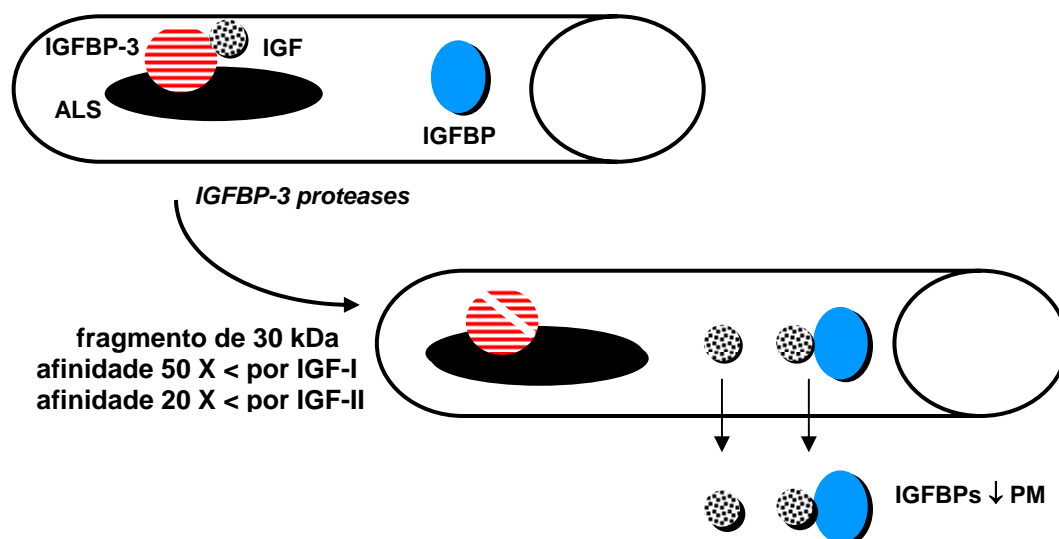 IGFBP-3
IGF
ALS
IGFBP
IGFBP-3 proteases
fragmento de 30 kDa
afinidade 50 X < por IGF-I
afinidade 20 X < por IGF-II
IGFBPs ↓ PM